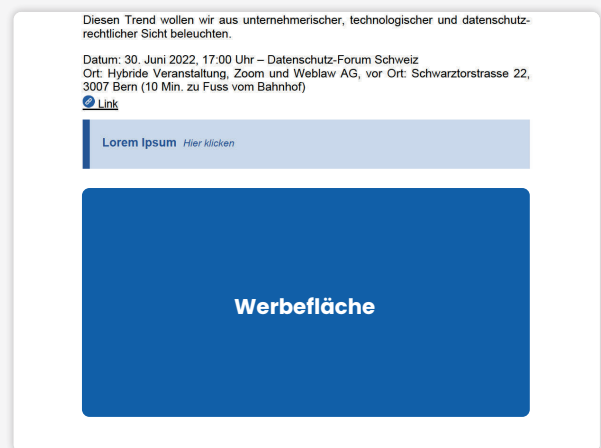 Diesen Trend wollen wir aus unternehmerischer, technologischer und datenschutz-
rechtlicher Sicht beleuchten.
Datum: 30. Juni 2022, 17:00 Uhr – Datenschutz-Forum Schweiz
Ort: Hybride Veranstaltung, Zoom und Weblaw AG, vor Ort: Schwarztorstrasse 22,
3007 Bern (10 Min. zu Fuss vom Bahnhof)
Link
Lorem Ipsum Hier klicken
Werbefläche